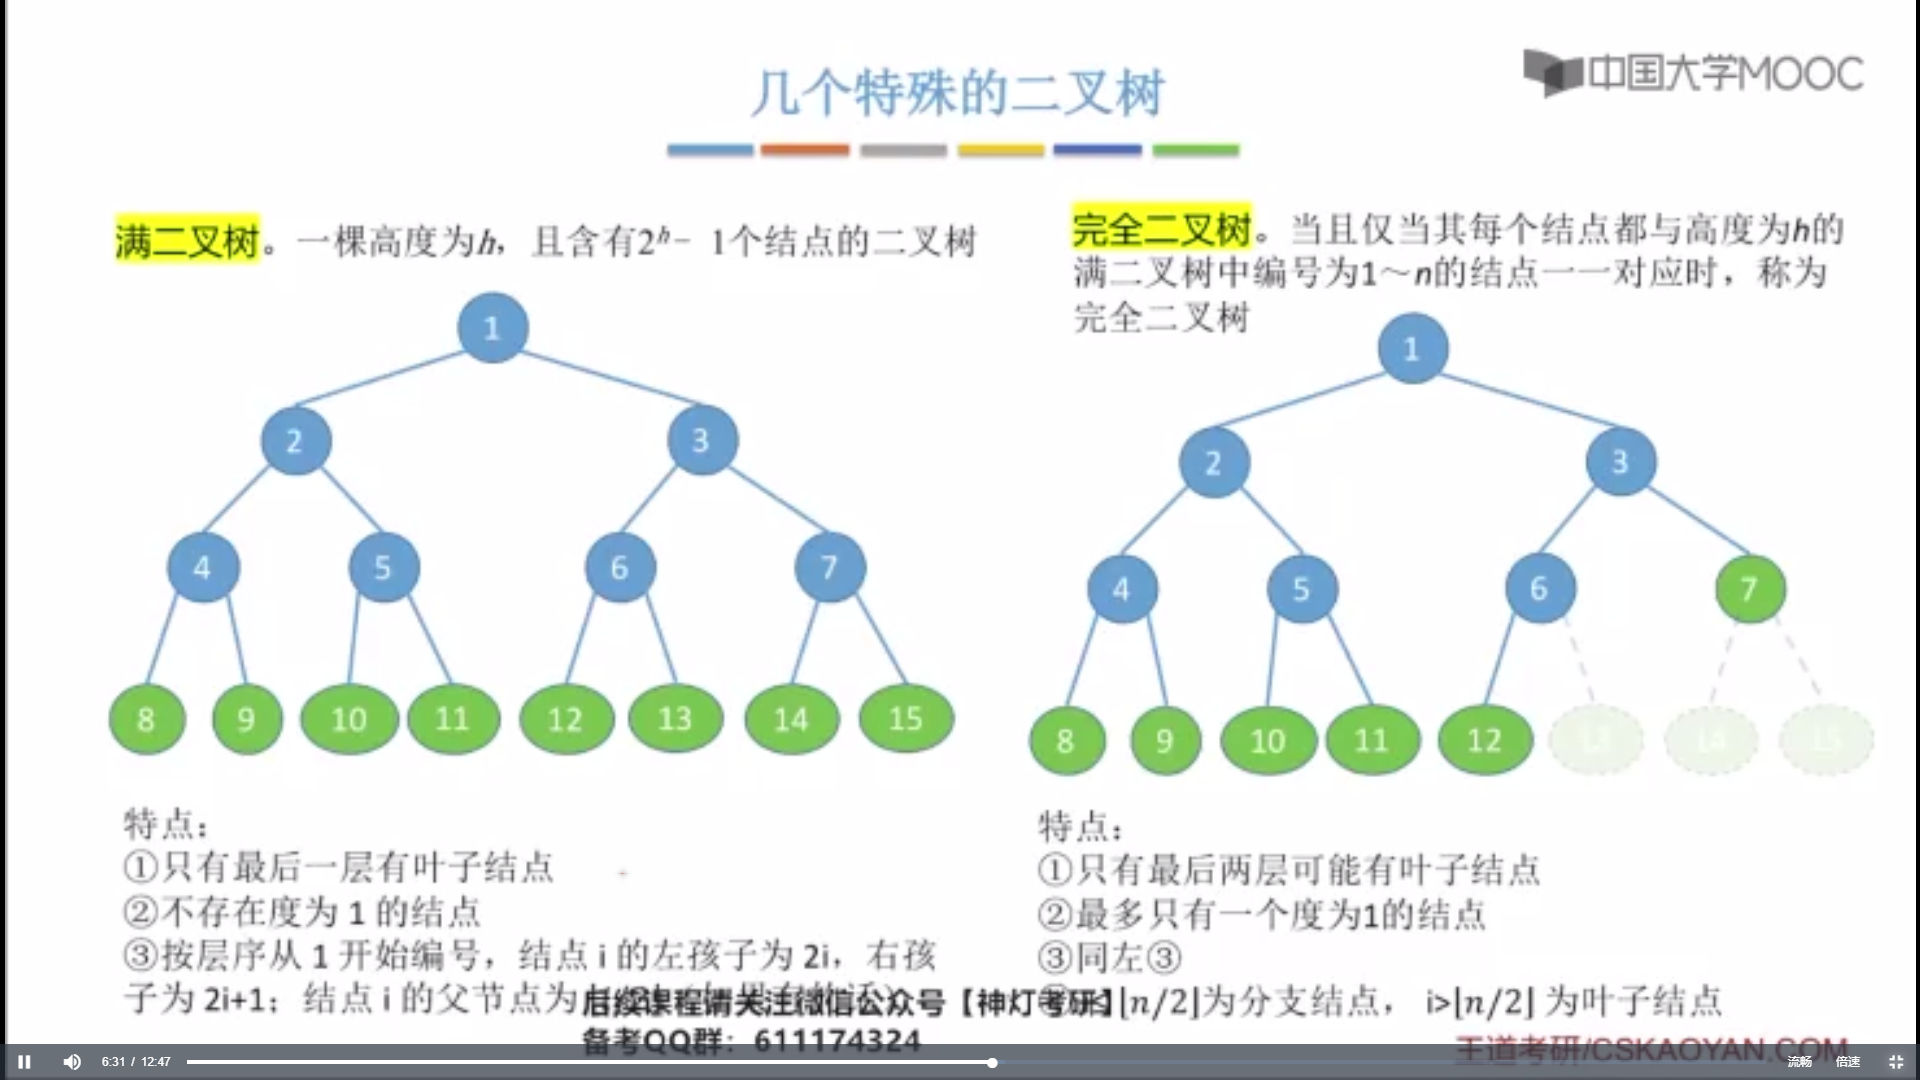 几个特殊的二叉树
中国大学MOOC
满二叉树。一棵高度为h，且含有2ʰ- 1个结点的二叉树
1
2
3
4
5
6
7
8
9
10
11
12
13
14
15
特点：
①只有最后一层有叶子结点
②不存在度为 1 的结点
③按层序从 1 开始编号，结点 i 的左孩子为 2i，右孩
子为 2i+1；结点 i 的父节点为
完全二叉树。当且仅当其每个结点都与高度为h的
满二叉树中编号为1～n的结点一一对应时，称为
完全二叉树
1
2
3
4
5
6
7
8
9
10
11
12
13
14
15
特点：
①只有最后两层可能有叶子结点
②最多只有一个度为1的结点
③同左③
⌊n/2⌋为分支结点， i>⌊n/2⌋ 为叶子结点
后续课程请关注微信公众号【神灯考研】
备考QQ群：611174324
王道考研/CSKAOYAN.COM
6:31 / 12:47
流畅
倍速